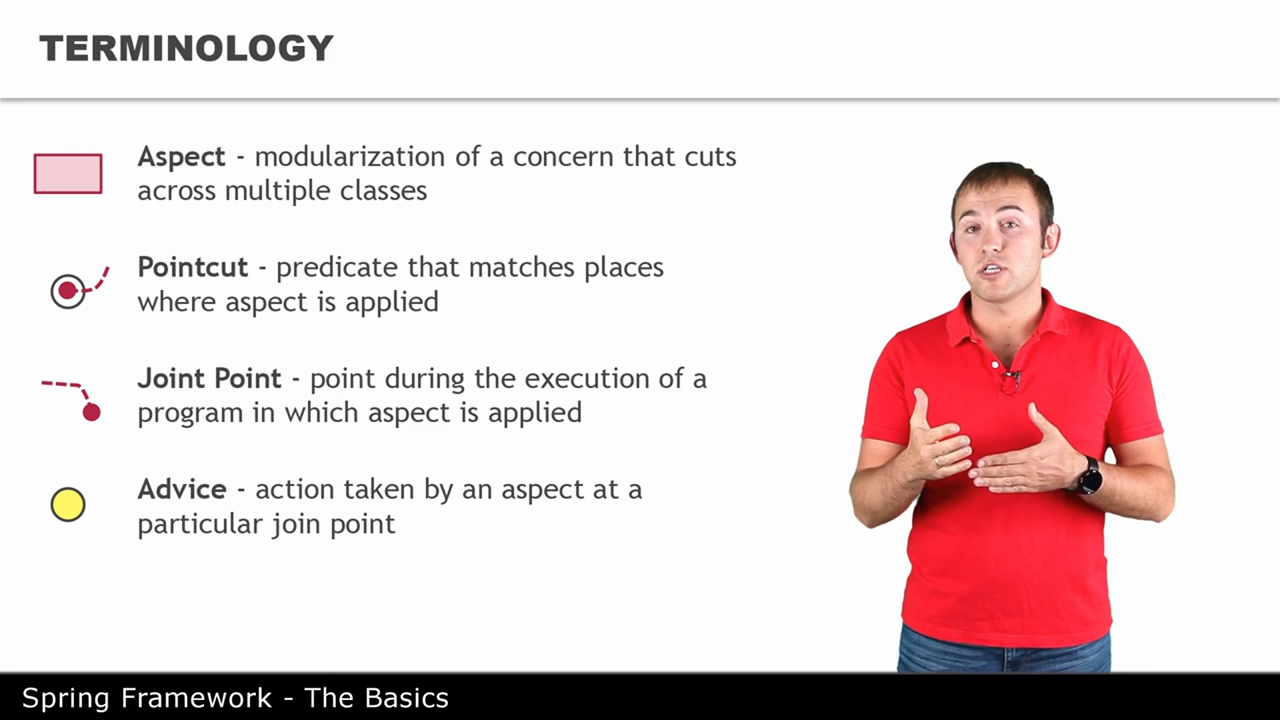 TERMINOLOGY
Aspect - modularization of a concern that cuts
across multiple classes
Pointcut - predicate that matches places
where aspect is applied
Joint Point - point during the execution of a
program in which aspect is applied
Advice - action taken by an aspect at a
particular join point
Spring Framework - The Basics